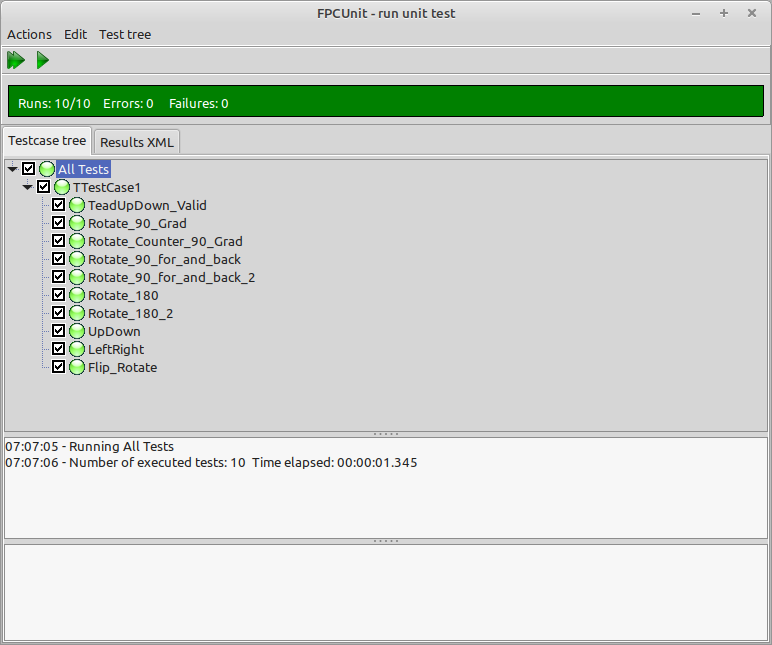 FPCUnit - run unit test
Actions Edit Test tree
Runs: 10/10 Errors: 0 Failures: 0
Testcase tree Results XML
All Tests
TTestCase1
TeadUpDown_Valid
Rotate_90_Grad
Rotate_Counter_90_Grad
Rotate_90_for_and_back
Rotate_90_for_and_back_2
Rotate_180
Rotate_180_2
UpDown
LeftRight
Flip_Rotate
07:07:05 - Running All Tests
07:07:06 - Number of executed tests: 10 Time elapsed: 00:00:01.345